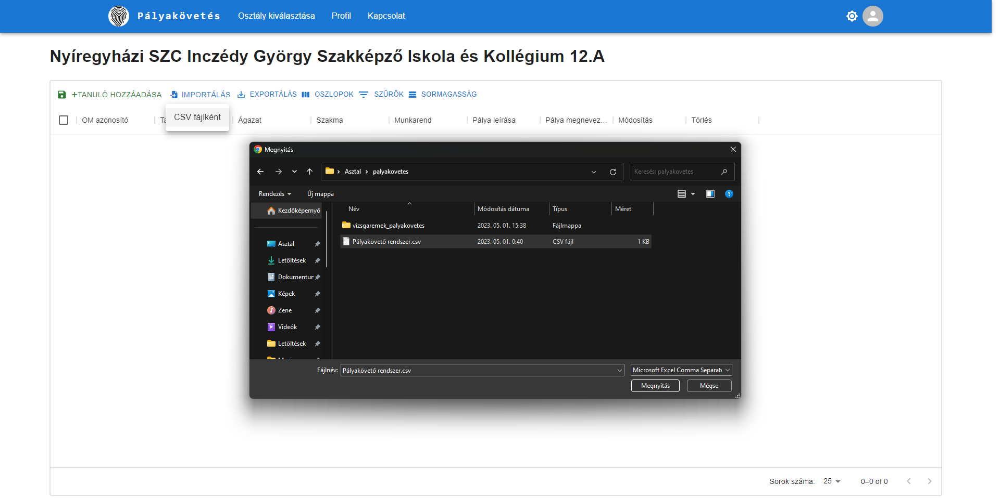 Pályakövetés Osztály kiválasztása Profil Kapcsolat
Nyíregyházi SZC Inczédy György Szakképző Iskola és Kollégium 12.A
+TANULÓ HOZZÁADÁSA IMPORTÁLÁS EXPORTÁLÁS OSZLOPOK SZŰRŐK SORMAGASSÁG
CSV fájlként
OM azonosító Ágazat Szakma Munkarend Pálya leírása Pálya megnevez... Módosítás Törlés
Megnyitás
Asztal › palyakovetes
Keresés: palyakovetes
Rendezés Új mappa
Név Módosítás dátuma Típus Méret
vizsgaremek_palyakovetes 2023. 05. 01. 15:38 Fájlmappa
Pályakövető rendszer.csv 2023. 05. 01. 0:40 CSV fájl 1 KB
Kezdőképernyő
Asztal
Letöltések
Dokumentur
Képek
Zene
Videók
Letöltések
Fájlnév: Pályakövető rendszer.csv Microsoft Excel Comma Separat
Megnyitás Mégse
Sorok száma: 25 0–0 of 0